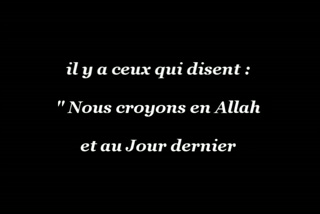 il y a ceux qui disent :
" Nous croyons en Allah
et au Jour dernier